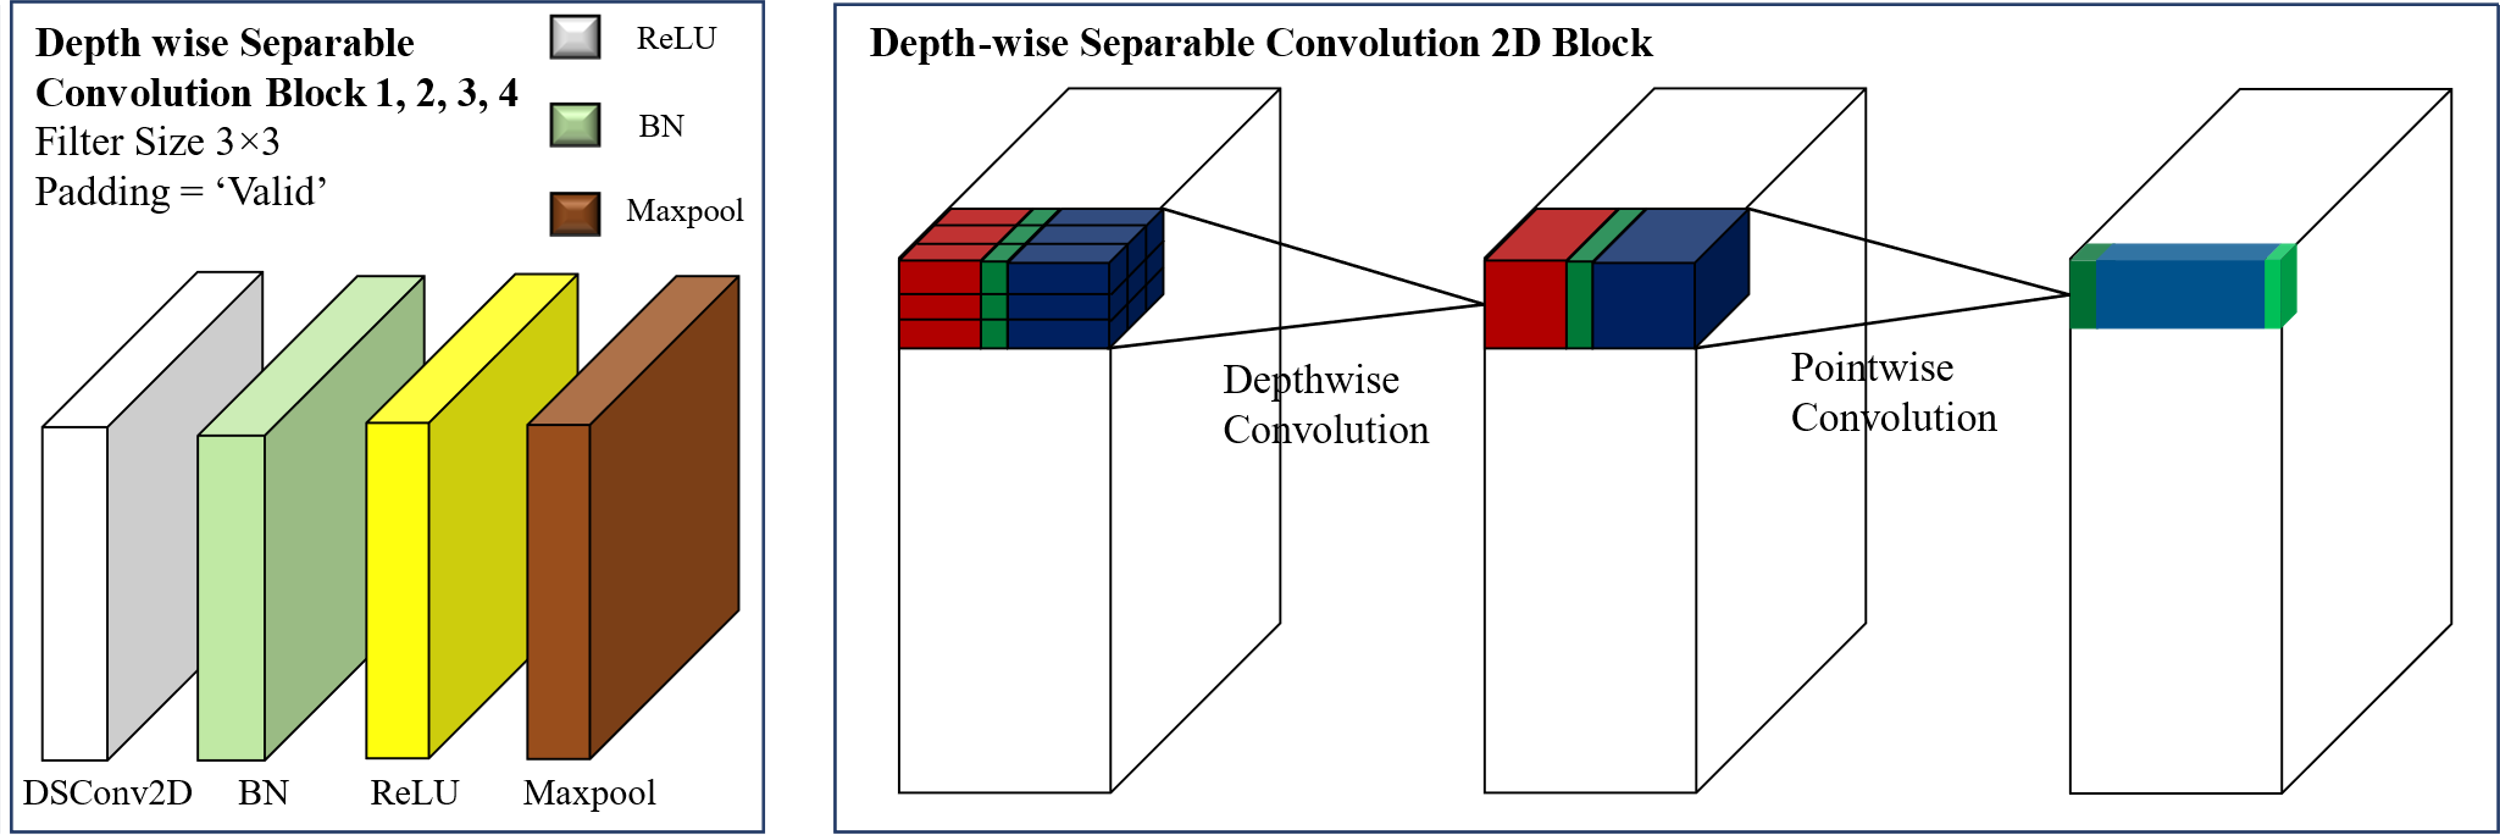 Depth wise Separable
Convolution Block 1, 2, 3, 4
Filter Size 3×3
Padding = ‘Valid’
ReLU
BN
Maxpool
DSConv2D
BN
ReLU
Maxpool
Depth-wise Separable Convolution 2D Block
Depthwise
Convolution
Pointwise
Convolution